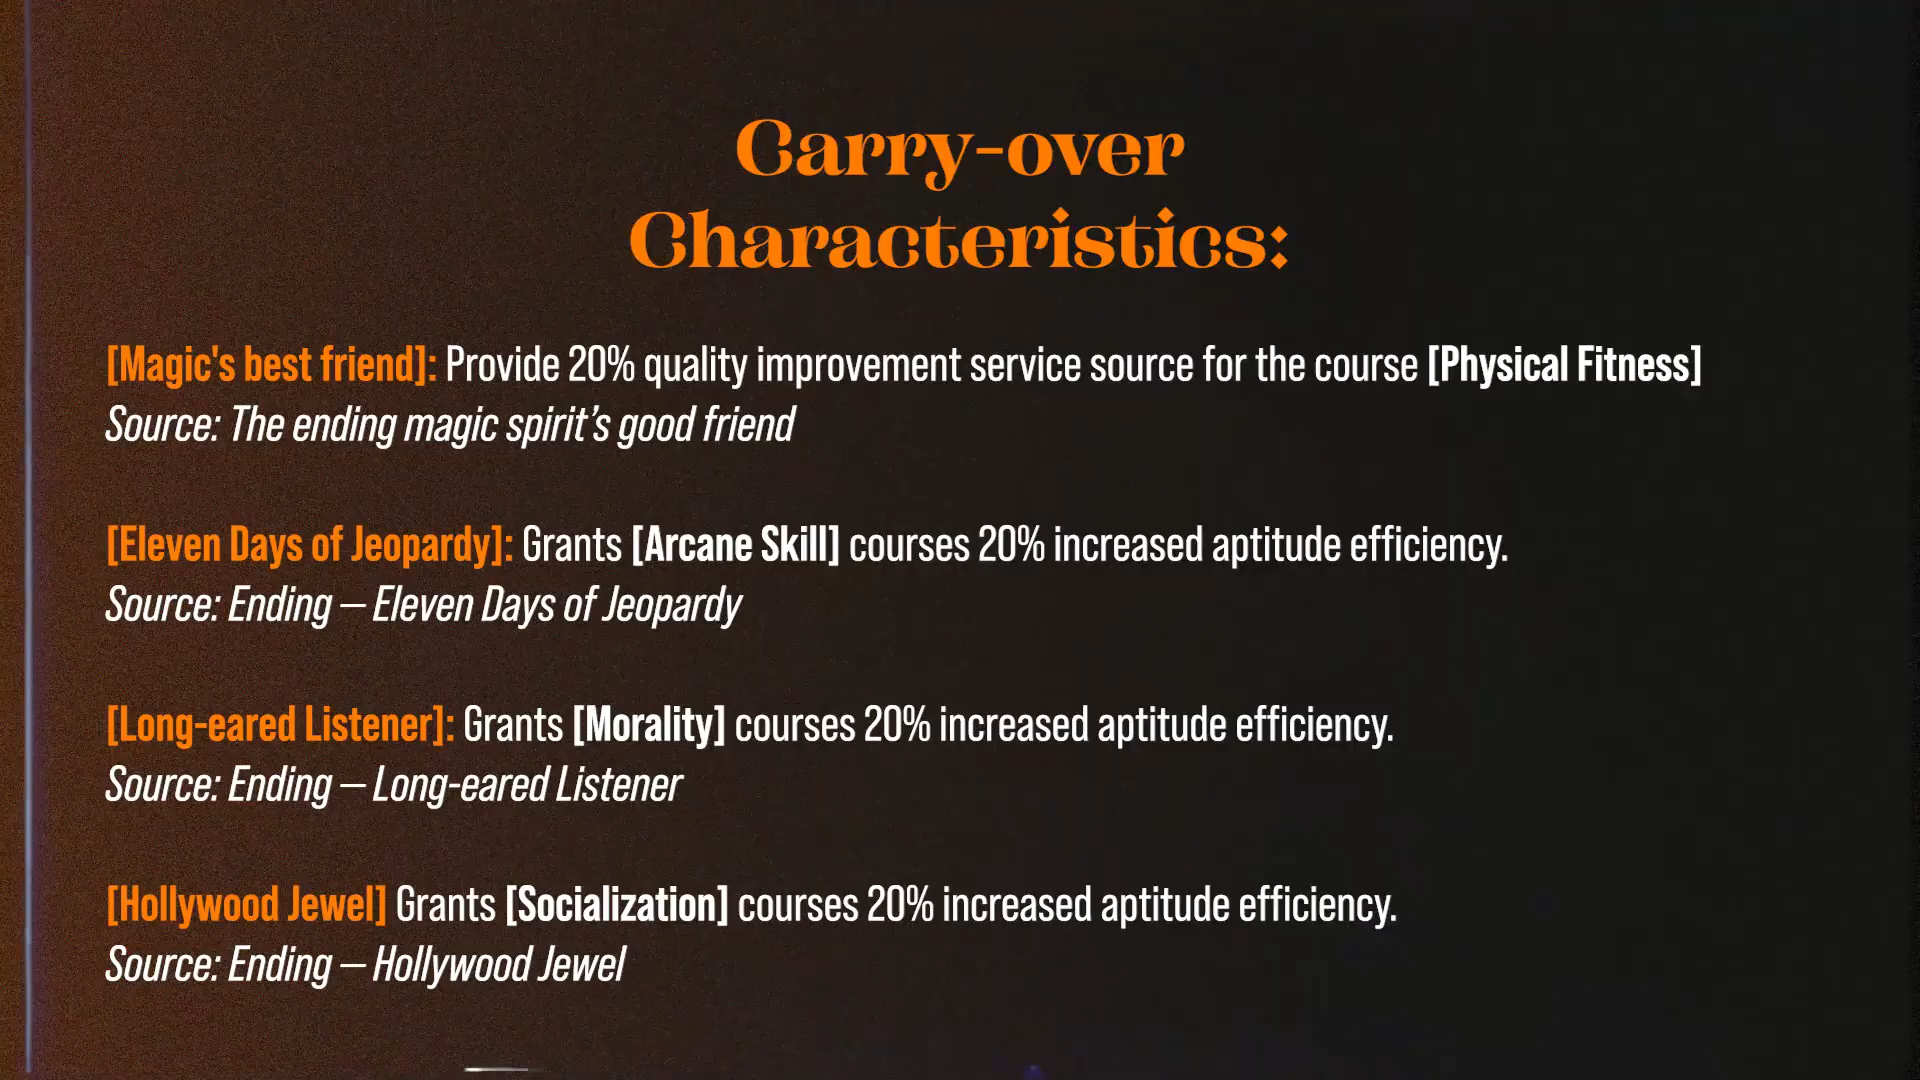 Carry-over
Characteristics:
[Magic's best friend]: Provide 20% quality improvement service source for the course [Physical Fitness]
Source: The ending magic spirit’s good friend
[Eleven Days of Jeopardy]: Grants [Arcane Skill] courses 20% increased aptitude efficiency.
Source: Ending – Eleven Days of Jeopardy
[Long-eared Listener]: Grants [Morality] courses 20% increased aptitude efficiency.
Source: Ending – Long-eared Listener
[Hollywood Jewel] Grants [Socialization] courses 20% increased aptitude efficiency.
Source: Ending – Hollywood Jewel